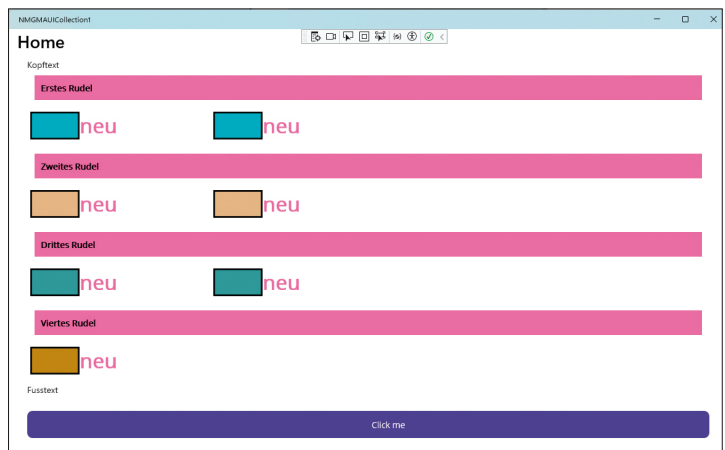 NMGMAUICollection1
Home
Kopftext
Erstes Rudel
neu neu
Zweites Rudel
neu neu
Drittes Rudel
neu neu
Viertes Rudel
neu
Fusstext
Click me